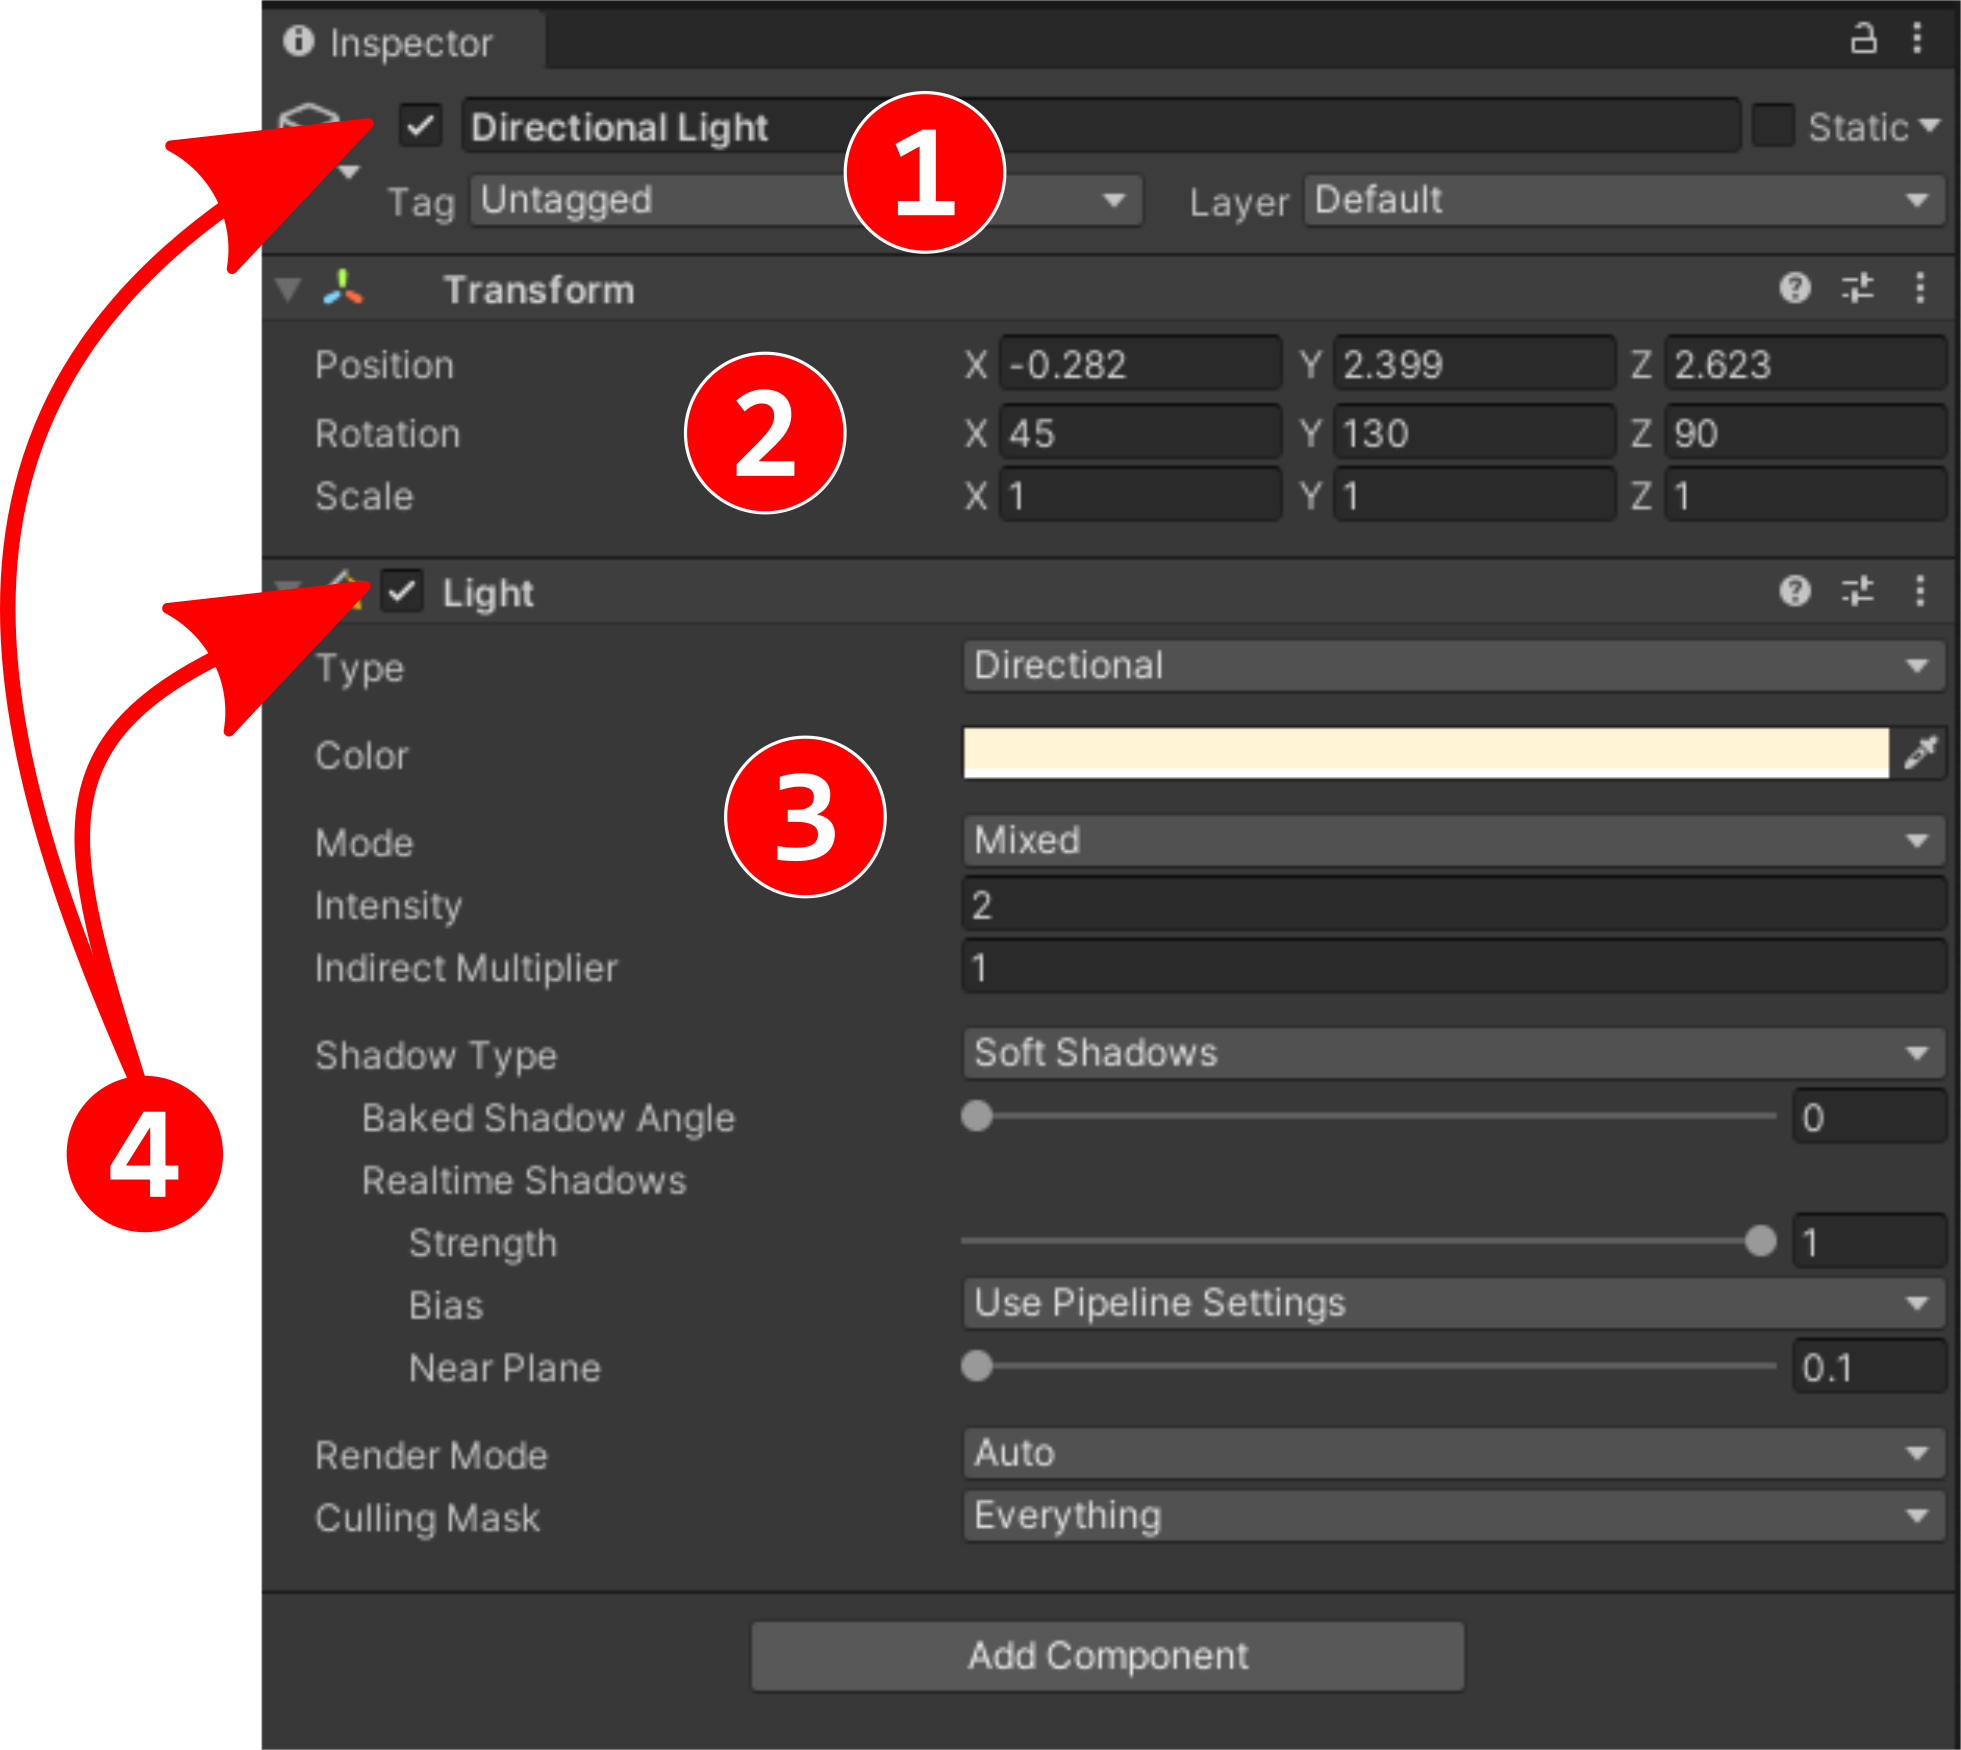 Inspector
Directional Light
Static
1
Tag Untagged Layer Default
Transform
Position X -0.282 Y 2.399 Z 2.623
2
Rotation X 45 Y 130 Z 90
Scale X 1 Y 1 Z 1
Light
Type Directional
Color
3
Mode Mixed
Intensity 2
Indirect Multiplier 1
Shadow Type Soft Shadows
Baked Shadow Angle 0
4
Realtime Shadows
Strength 1
Bias Use Pipeline Settings
Near Plane 0.1
Render Mode Auto
Culling Mask Everything
Add Component